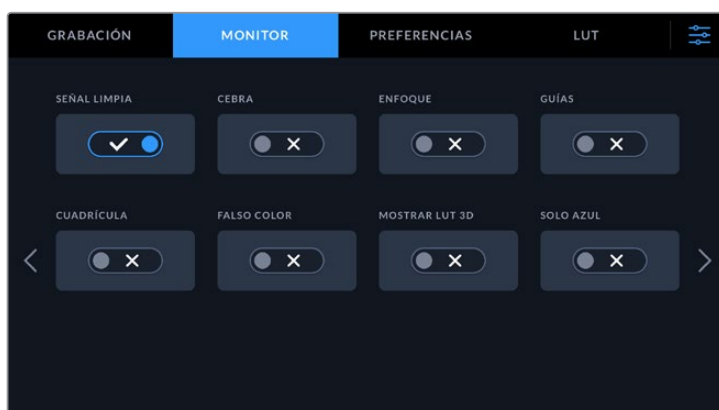 GRABACIÓN MONITOR PREFERENCIAS LUT
SEÑAL LIMPIA CEBRA ENFOQUE GUÍAS
CUADRÍCULA FALSO COLOR MOSTRAR LUT 3D SOLO AZUL